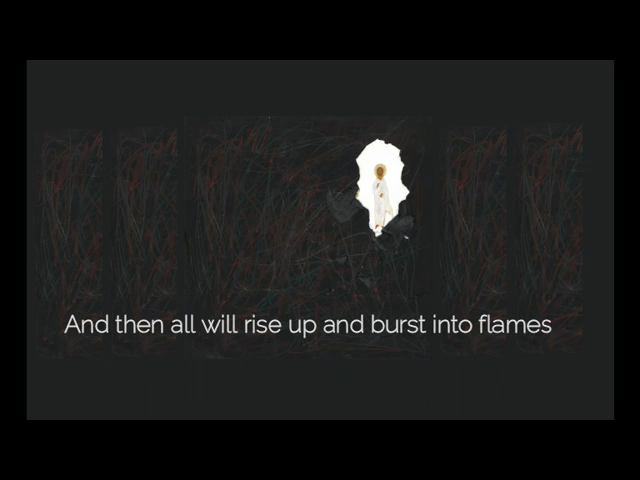 And then all will rise up and burst into flames